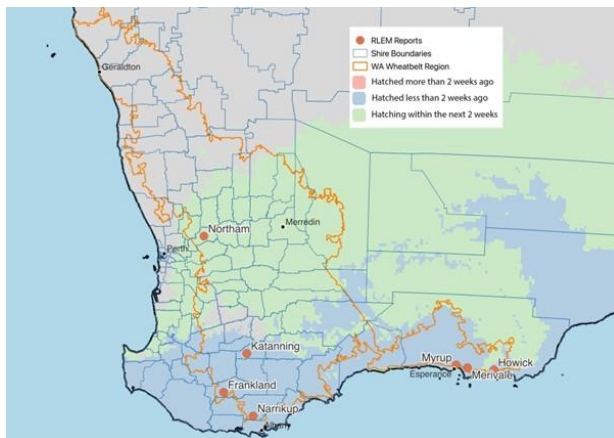 RLEM Reports
Shire Boundaries
WA Wheatbelt Region
Hatched more than 2 weeks ago
Hatched less than 2 weeks ago
Hatching within the next 2 weeks
Geraldton
Northam
Merredin
Perth
Katanning
Frankland
Narrikup
Albany
Myrup
Howick
Esperance
Merivale